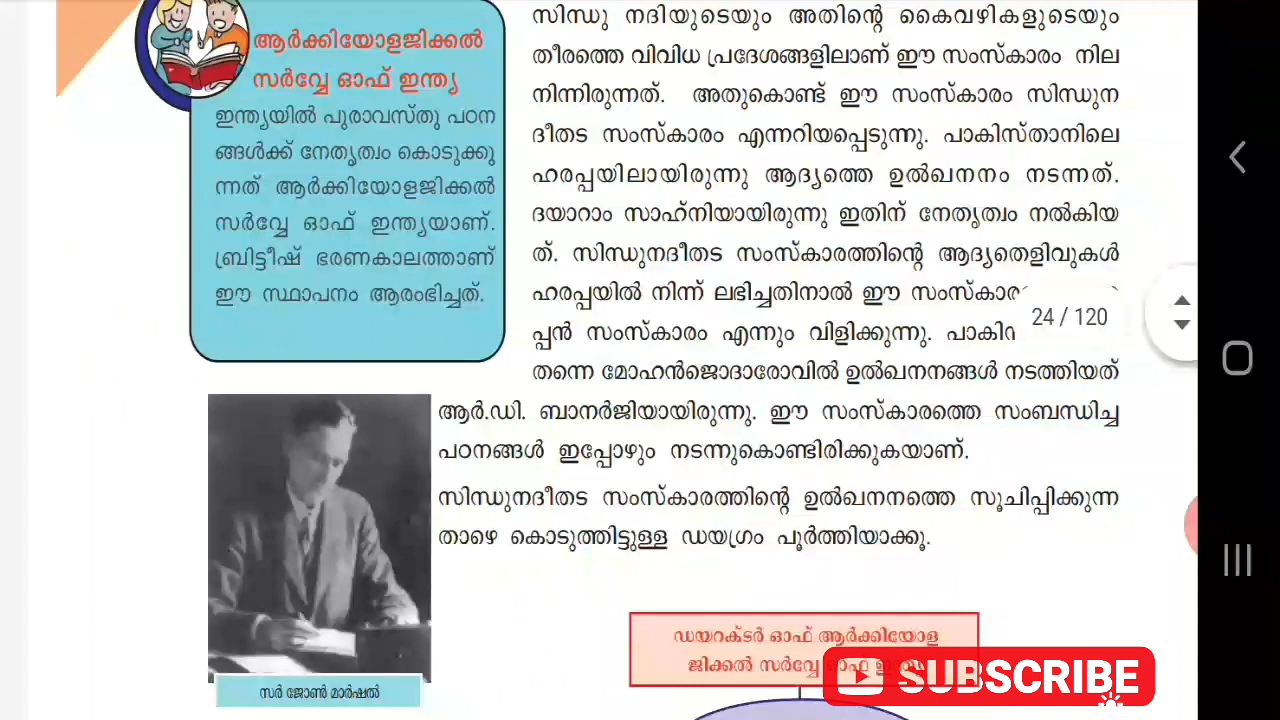 ആർക്കിയോളജിക്കൽ
സർവ്വേ ഓഫ് ഇന്ത്യ
ഇന്ത്യയിൽ പുരാവസ്തു പഠന
ങ്ങൾക്ക് നേതൃത്വം കൊടുക്കു
ന്നത് ആർക്കിയോളജിക്കൽ
സർവ്വേ ഓഫ് ഇന്ത്യയാണ്.
ബ്രിട്ടീഷ് ഭരണകാലത്താണ്
ഈ സ്ഥാപനം ആരംഭിച്ചത്.
സിന്ധു നദിയുടെയും അതിന്റെ കൈവഴികളുടെയും
തീരത്തെ വിവിധ പ്രദേശങ്ങളിലാണ് ഈ സംസ്കാരം നില
നിന്നിരുന്നത്. അതുകൊണ്ട് ഈ സംസ്കാരം സിന്ധുന
ദീതട സംസ്കാരം എന്നറിയപ്പെടുന്നു. പാകിസ്താനിലെ
ഹരപ്പയിലായിരുന്നു ആദ്യത്തെ ഉൽഖനനം നടന്നത്.
ദയാറാം സാഹ്നിയായിരുന്നു ഇതിന് നേതൃത്വം നൽകിയ
ത്. സിന്ധുനദീതട സംസ്കാരത്തിന്റെ ആദ്യതെളിവുകൾ
ഹരപ്പയിൽ നിന്ന് ലഭിച്ചതിനാൽ ഈ
പ്പൻ സംസ്കാരം എന്നും വിളിക്കുന്നു.
തന്നെ മോഹൻജൊദാരോവിൽ ഉൽഖനനങ്ങൾ നടത്തിയത്
ആർ.ഡി. ബാനർജിയായിരുന്നു. ഈ സംസ്കാരത്തെ സംബന്ധിച്ച
പഠനങ്ങൾ ഇപ്പോഴും നടന്നുകൊണ്ടിരിക്കുകയാണ്.
സിന്ധുനദീതട സംസ്കാരത്തിന്റെ ഉൽഖനനത്തെ സൂചിപ്പിക്കുന്ന
താഴെ കൊടുത്തിട്ടുള്ള ഡയഗ്രം പൂർത്തിയാക്കൂ.
24 / 120
സർ ജോൺ മാർഷൽ
ഡയറക്ടർ ഓഫ് ആർക്കിയോള
ജിക്കൽ സർവ്വേ ഓഫ്
SUBSCRIBE